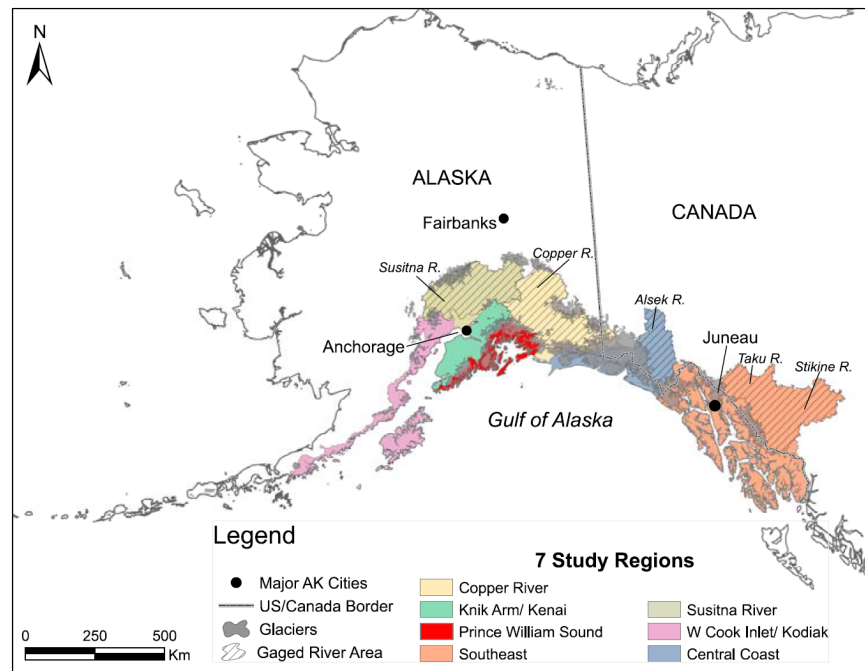 N
ALASKA
Fairbanks
CANADA
Copper R.
Susitna R.
Alsek R.
Anchorage
Juneau
Taku R.
Stikine R.
Gulf of Alaska
Legend
7 Study Regions
Major AK Cities
US/Canada Border
Glaciers
Gaged River Area
Copper River
Knik Arm/ Kenai
Prince William Sound
Southeast
Susitna River
W Cook Inlet/ Kodiak
Central Coast
0 250 500
Km